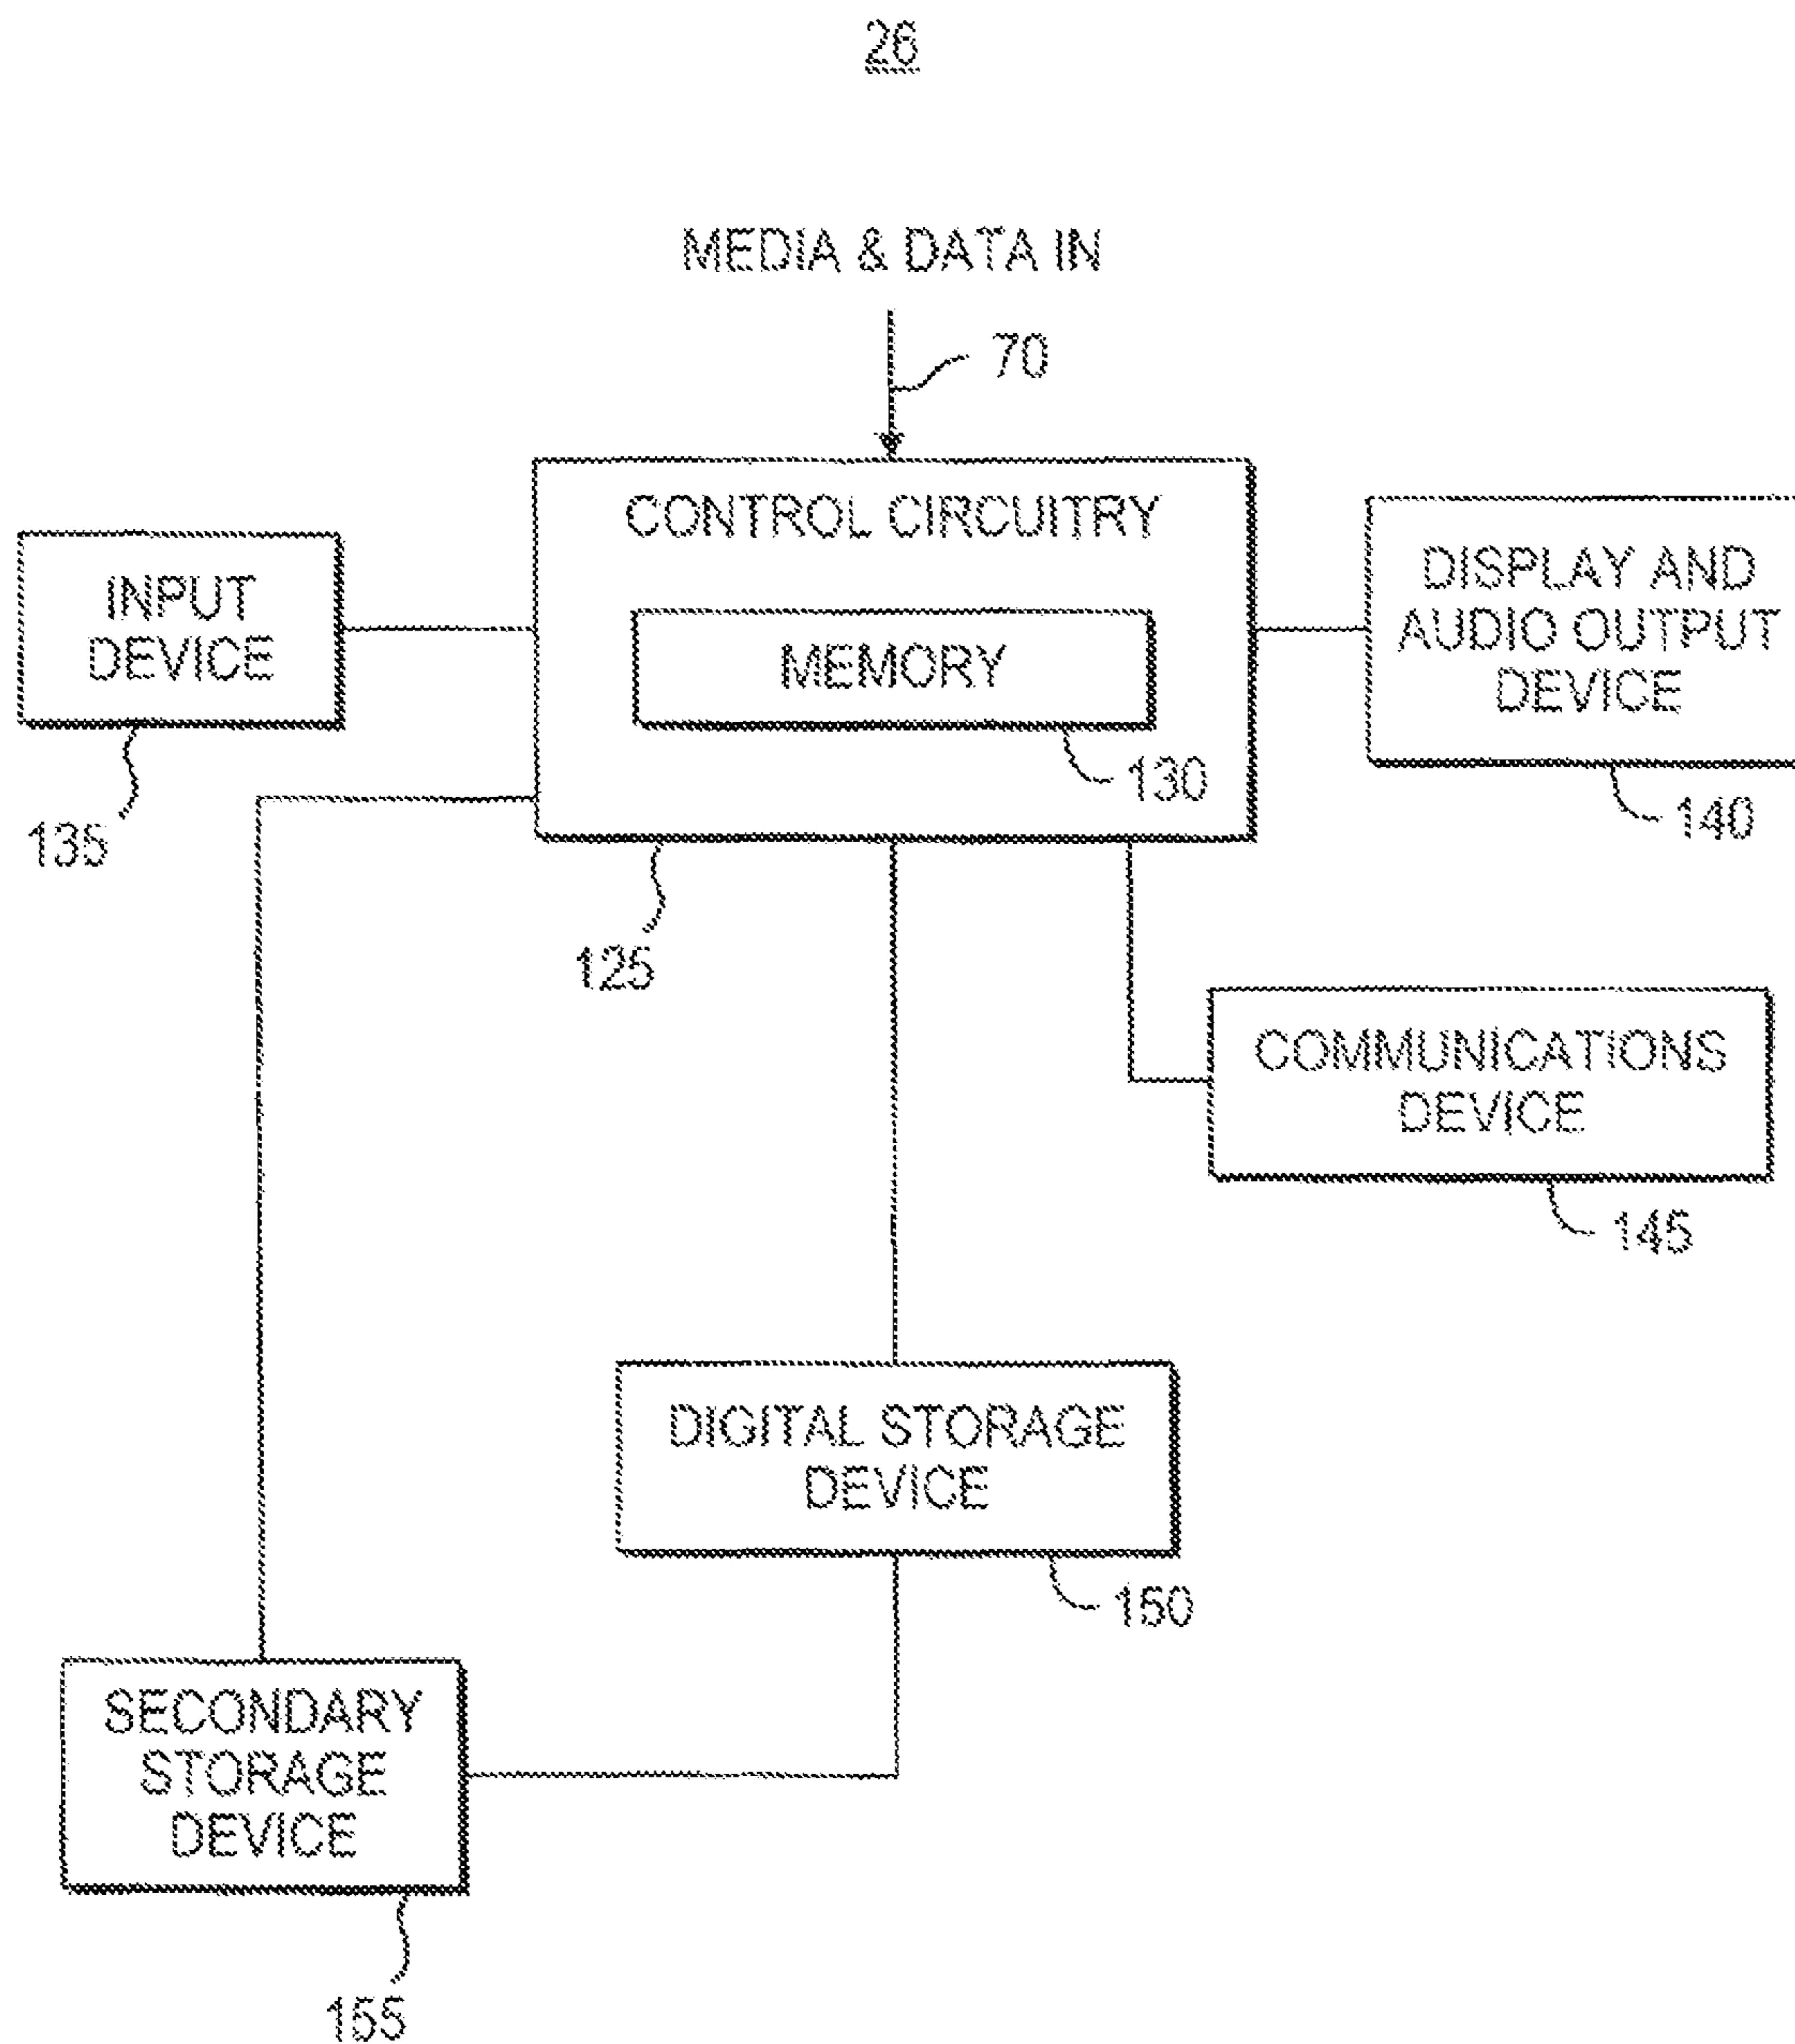 26
MEDIA & DATA IN
70
CONTROL CIRCUITRY
INPUT
DEVICE
MEMORY
DISPLAY AND
AUDIO OUTPUT
DEVICE
130
135
140
125
COMMUNICATIONS
DEVICE
145
DIGITAL STORAGE
DEVICE
150
SECONDARY
STORAGE
DEVICE
155